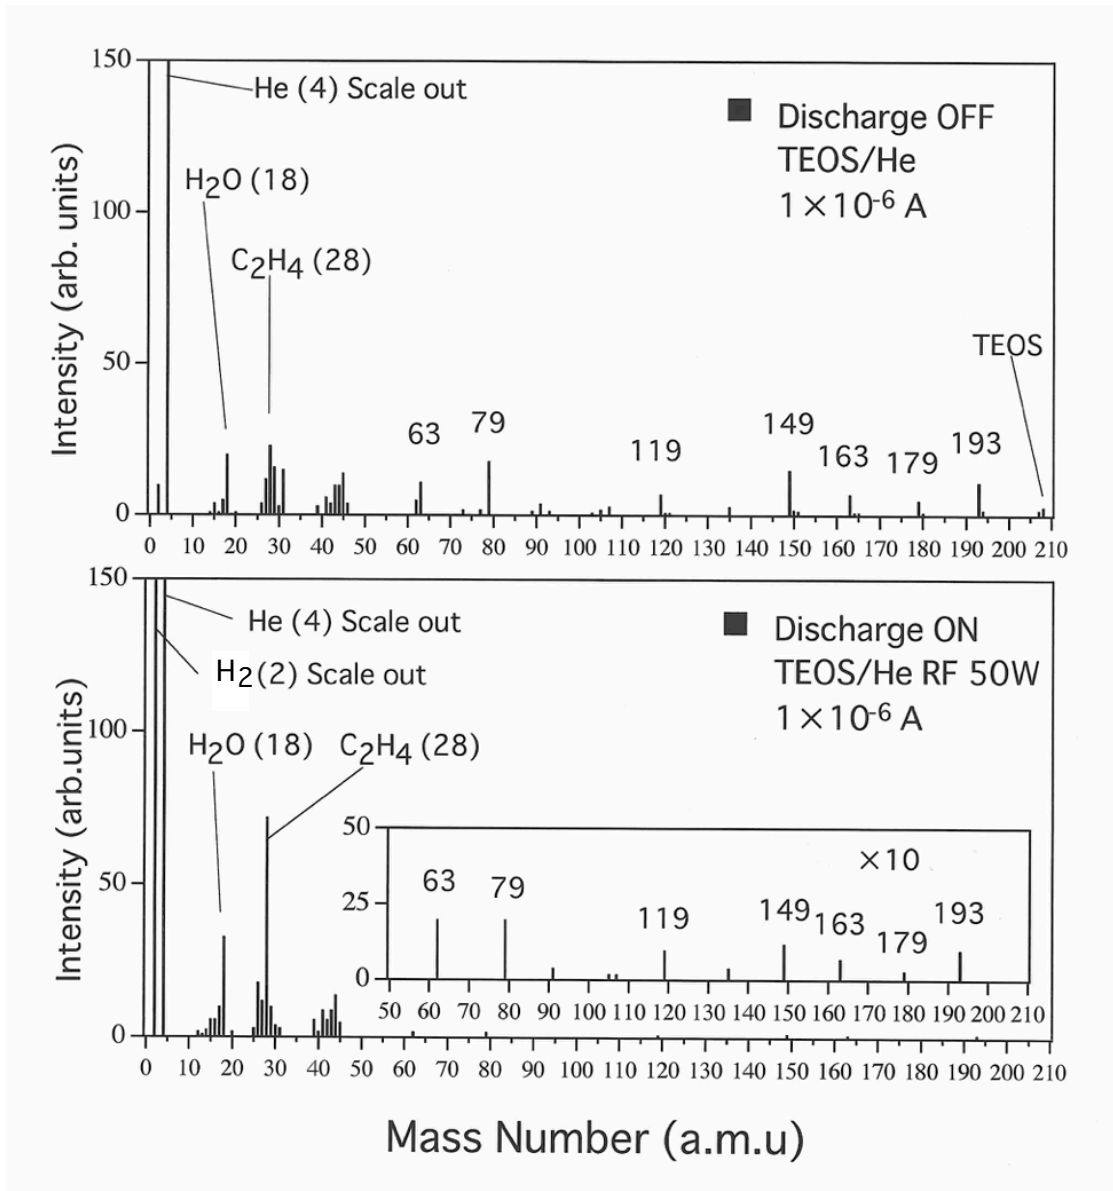 150
He (4) Scale out
Discharge OFF
TEOS/He
1×10-6 A
H2O (18)
100
C2H4 (28)
Intensity (arb. units)
TEOS
50
63
79
119
149
163
179
193
0
0 10 20 30 40 50 60 70 80 90 100 110 120 130 140 150 160 170 180 190 200 210
150
He (4) Scale out
Discharge ON
TEOS/He RF 50W
1×10-6 A
H2(2) Scale out
100
H2O (18)
C2H4 (28)
Intensity (arb.units)
50
×10
50
63
79
119
149
163
179
193
25
0
50 60 70 80 90 100 110 120 130 140 150 160 170 180 190 200 210
0
0 10 20 30 40 50 60 70 80 90 100 110 120 130 140 150 160 170 180 190 200 210
Mass Number (a.m.u)